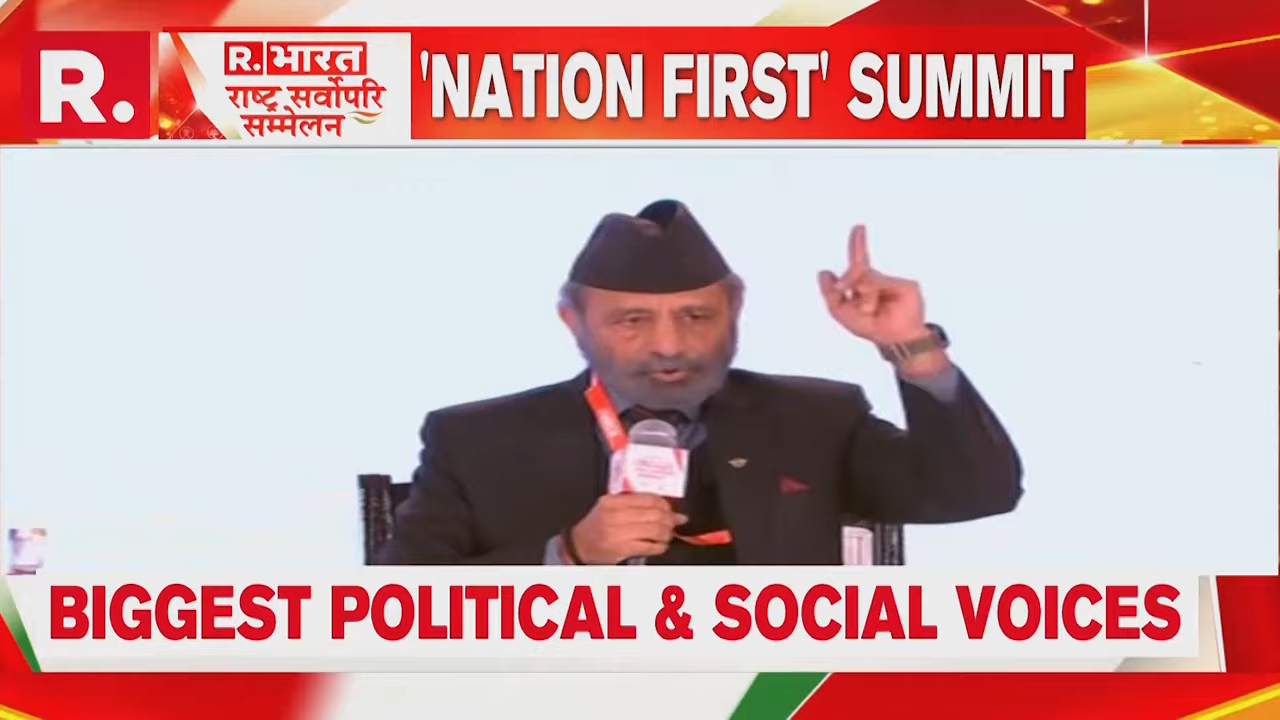 R.
R.भारत
राष्ट्र सर्वोपरि
सम्मेलन
'NATION FIRST' SUMMIT
BIGGEST POLITICAL & SOCIAL VOICES